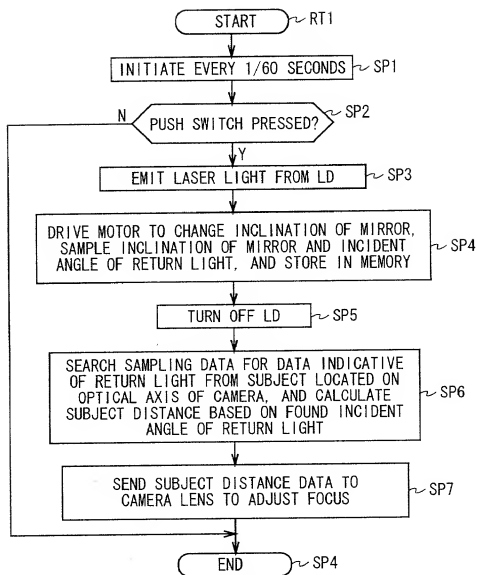 START RT1
INITIATE EVERY 1/60 SECONDS SP1
N PUSH SWITCH PRESSED? SP2
Y
EMIT LASER LIGHT FROM LD SP3
DRIVE MOTOR TO CHANGE INCLINATION OF MIRROR,
SAMPLE INCLINATION OF MIRROR AND INCIDENT
ANGLE OF RETURN LIGHT, AND STORE IN MEMORY
SP4
TURN OFF LD SP5
SEARCH SAMPLING DATA FOR DATA INDICATIVE
OF RETURN LIGHT FROM SUBJECT LOCATED ON
OPTICAL AXIS OF CAMERA, AND CALCULATE
SUBJECT DISTANCE BASED ON FOUND INCIDENT
ANGLE OF RETURN LIGHT
SP6
SEND SUBJECT DISTANCE DATA TO
CAMERA LENS TO ADJUST FOCUS
SP7
END SP4